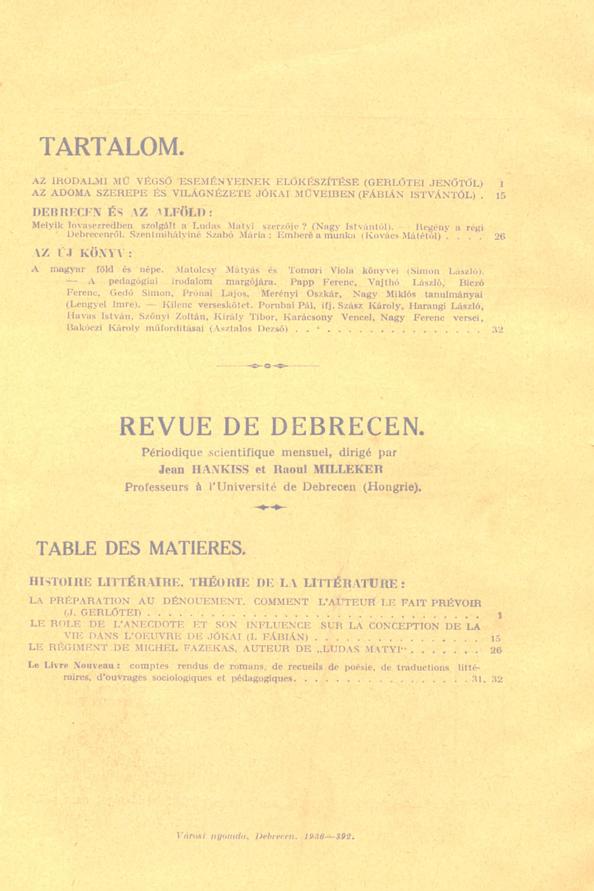 TARTALOM.
AZ IRODALMI MŰ VÉGSŐ ESEMÉNYEINEK ELŐKÉSZÍTÉSE (GERLŐTEI JENŐTŐL) 1
AZ ADOMA SZEREPE ÉS VILÁGNÉZETE JÓKAI MŰVEIBEN (FÁBIÁN ISTVÁNTÓL) . 15
DEBRECEN ÉS AZ ALFÖLD:
Melyik lovasezredben szolgált a Ludas Matyi szerzője? (Nagy Istvántól). — Regény a régi
Debrecenről. Szentmihályiné Szabó Mária: Emberé a munka (Kovács Mátétól) . . . . 26
AZ ÚJ KÖNYV:
A magyar föld és népe. Matolcsy Mátyás és Tomori Viola könyvei (Simon László).
— A pedagógiai irodalom margójára. Papp Ferenc, Vajthó László, Biczó
Ferenc, Gedő Simon, Prónai Lajos, Merényi Oszkár, Nagy Miklós tanulmányai
(Lengyel Imre). — Kilenc verseskötet. Pornbai Pál, ifj. Szász Károly, Harangi László,
Havas István, Szőnyi Zoltán, Király Tibor, Karácsony Vencel, Nagy Ferenc versei,
Bakóczi Károly műfordításai (Asztalos Dezső) . . . . . . . . . . . . . . . . . . 32
REVUE DE DEBRECEN.
Périodique scientifique mensuel, dirigé par
Jean HANKISS et Raoul MILLEKER
Professeurs à l'Université de Debrecen (Hongrie).
TABLE DES MATIERES.
HISTOIRE LITTÉRAIRE. THÉORIE DE LA LITTÉRATURE:
LA PRÉPARATION AU DÉNOUEMENT. COMMENT L'AUTEUR LE FAIT PRÉVOIR
(J. GERLŐTEI) . . . . . . . . . . . . . . . . . . . . . . . . . . . . 1
LE ROLE DE L'ANECDOTE ET SON INFLUENCE SUR LA CONCEPTION DE LA
VIE DANS L'OEUVRE DE JÓKAI (I. FÁBIÁN) . . . . . . . . . . . . . . 15
LE RÉGIMENT DE MICHEL FAZEKAS, AUTEUR DE „LUDAS MATYI“ . . . . . . . 26
Le Livre Nouveau: comptes rendus de romans, de recueils de poésie, de traductions litté-
raires, d'ouvrages sociologiques et pédagogiques. . . . . . . . . . . . . . . . 31, 32
Városi nyomda, Debrecen. 1936—392.